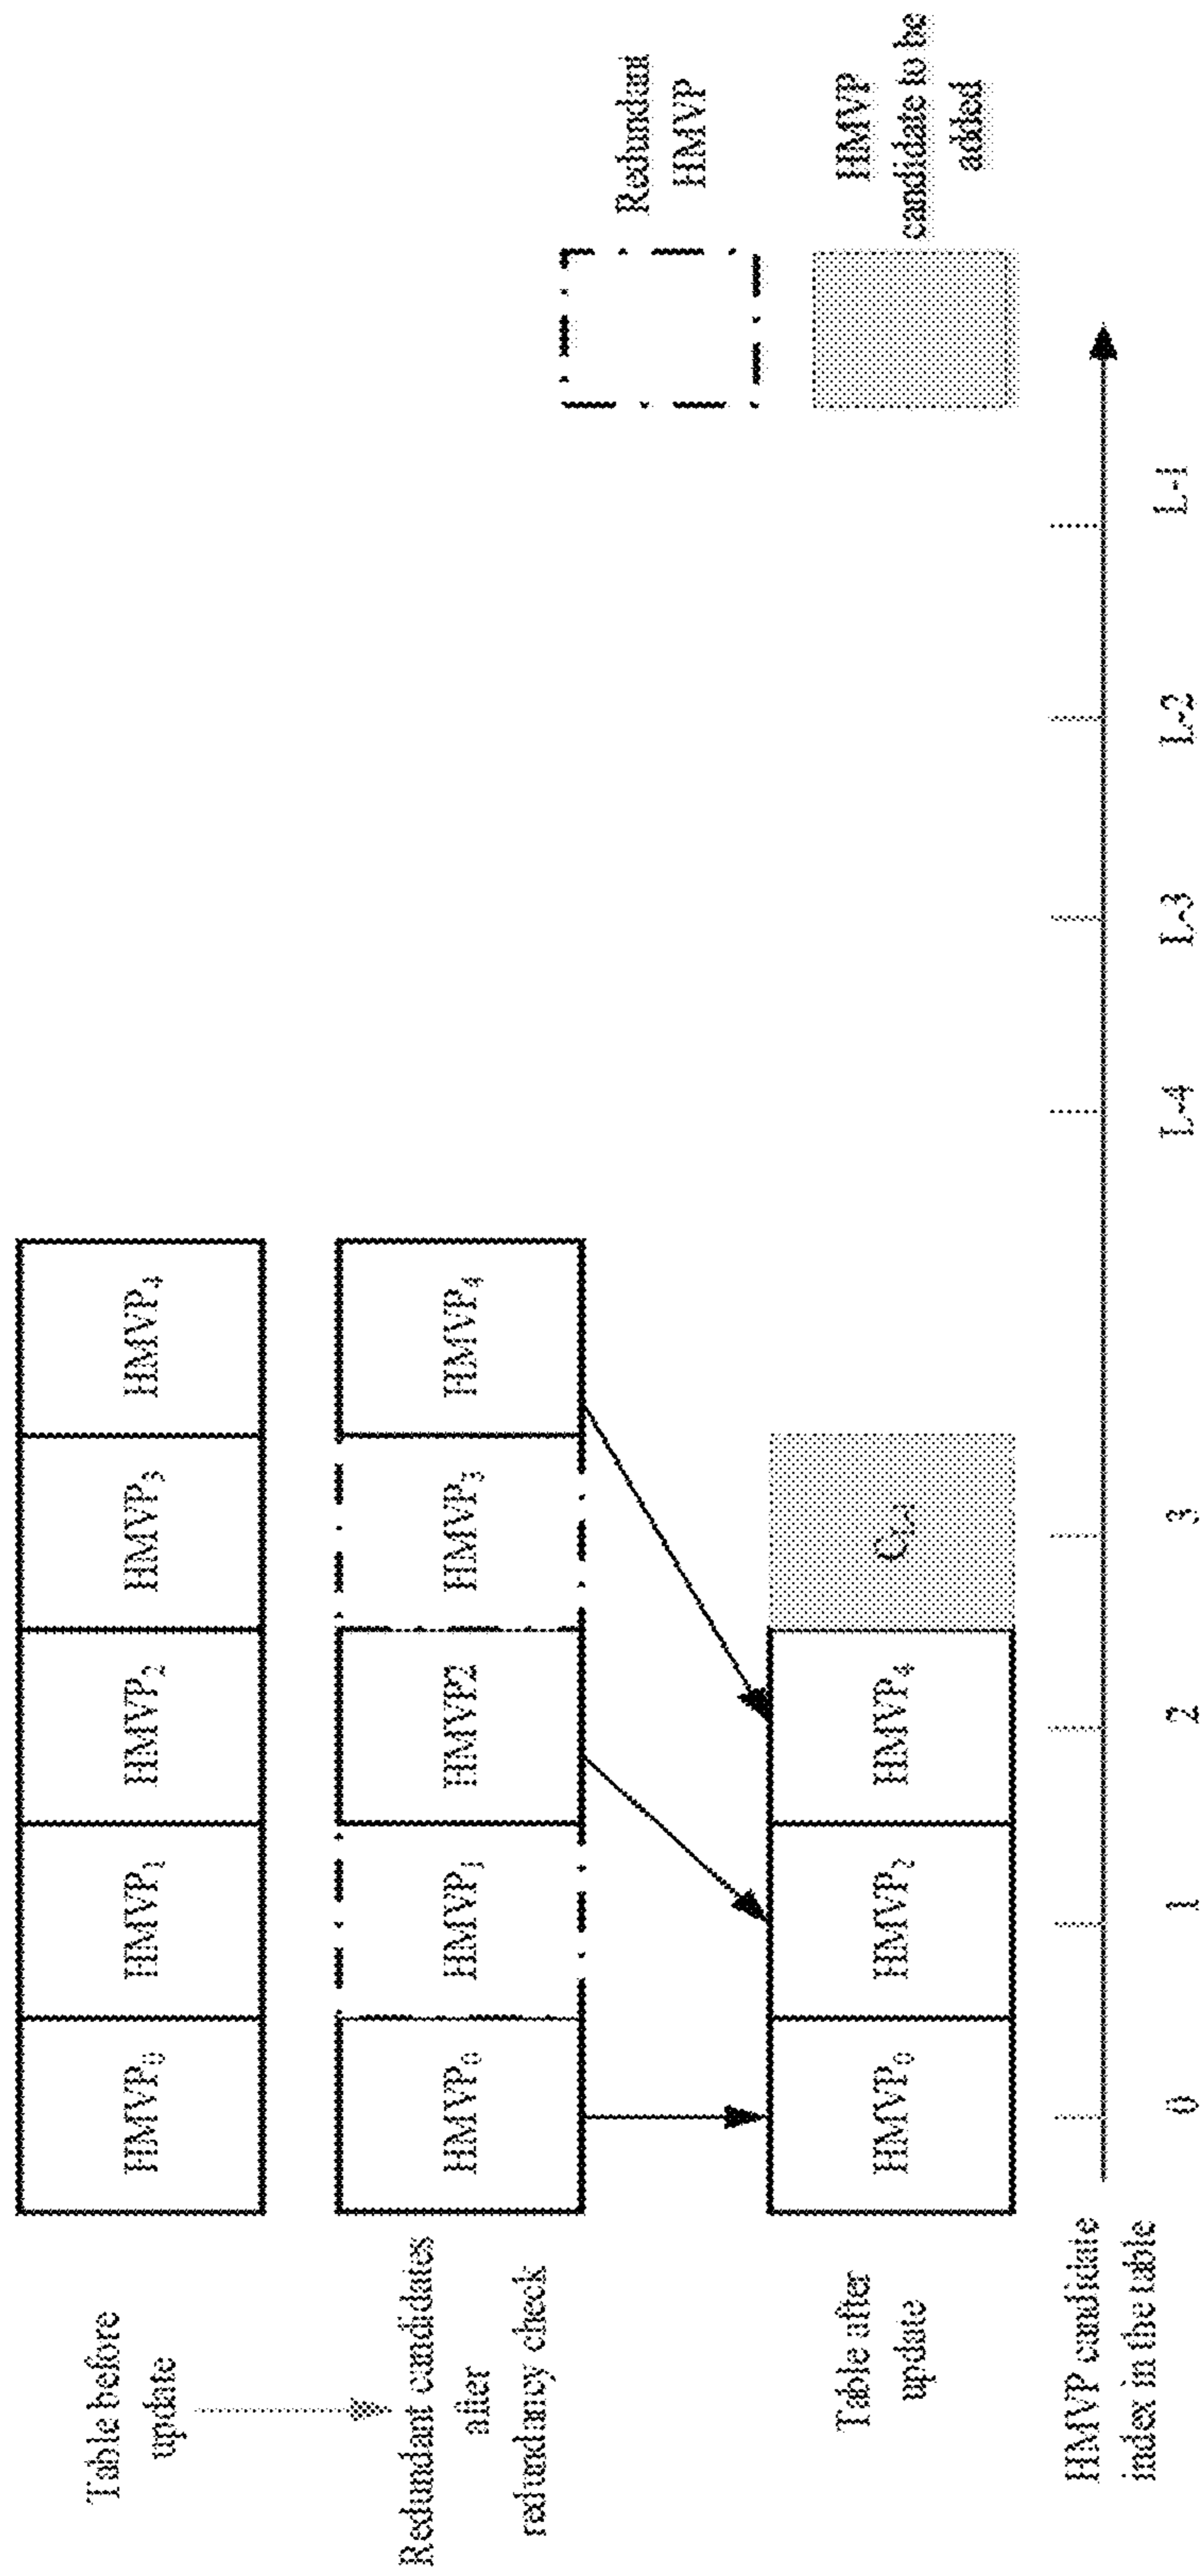 Table before
update
HMVP0
HMVP1
HMVP2
HMVP3
HMVP4
Redundant candidates
after
redundancy check
HMVP0
HMVP1
HMVP2
HMVP3
HMVP4
Redundant
HMVP
HMVP
candidate to be
added
Table after
update
HMVP0
HMVP2
HMVP4
HMVP candidate
index in the table
0
1
2
3
L-4
L-3
L-2
L-1